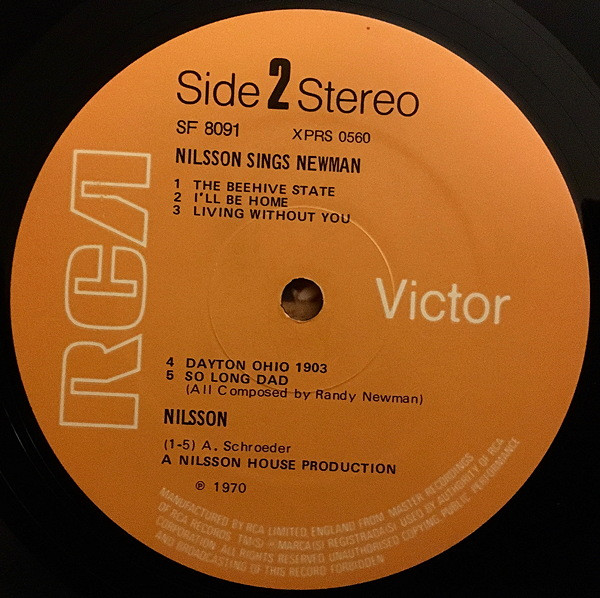 Side 2 Stereo
SF 8091 XPRS 0560
NILSSON SINGS NEWMAN
1 THE BEEHIVE STATE
2 I'LL BE HOME
3 LIVING WITHOUT YOU
RCA
Victor
4 DAYTON OHIO 1903
5 SO LONG DAD
(All Composed by Randy Newman)
NILSSON
(1-5) A. Schroeder
A NILSSON HOUSE PRODUCTION
℗ 1970
MANUFACTURED BY RCA LIMITED, ENGLAND FROM MASTER RECORDINGS
OF RCA RECORDS TM(S) ® MARCA(S) REGISTRADA(S) USED BY AUTHORITY OF RCA
CORPORATION. ALL RIGHTS RESERVED. UNAUTHORISED COPYING, PUBLIC PERFORMANCE
AND BROADCASTING OF THIS RECORD FORBIDDEN